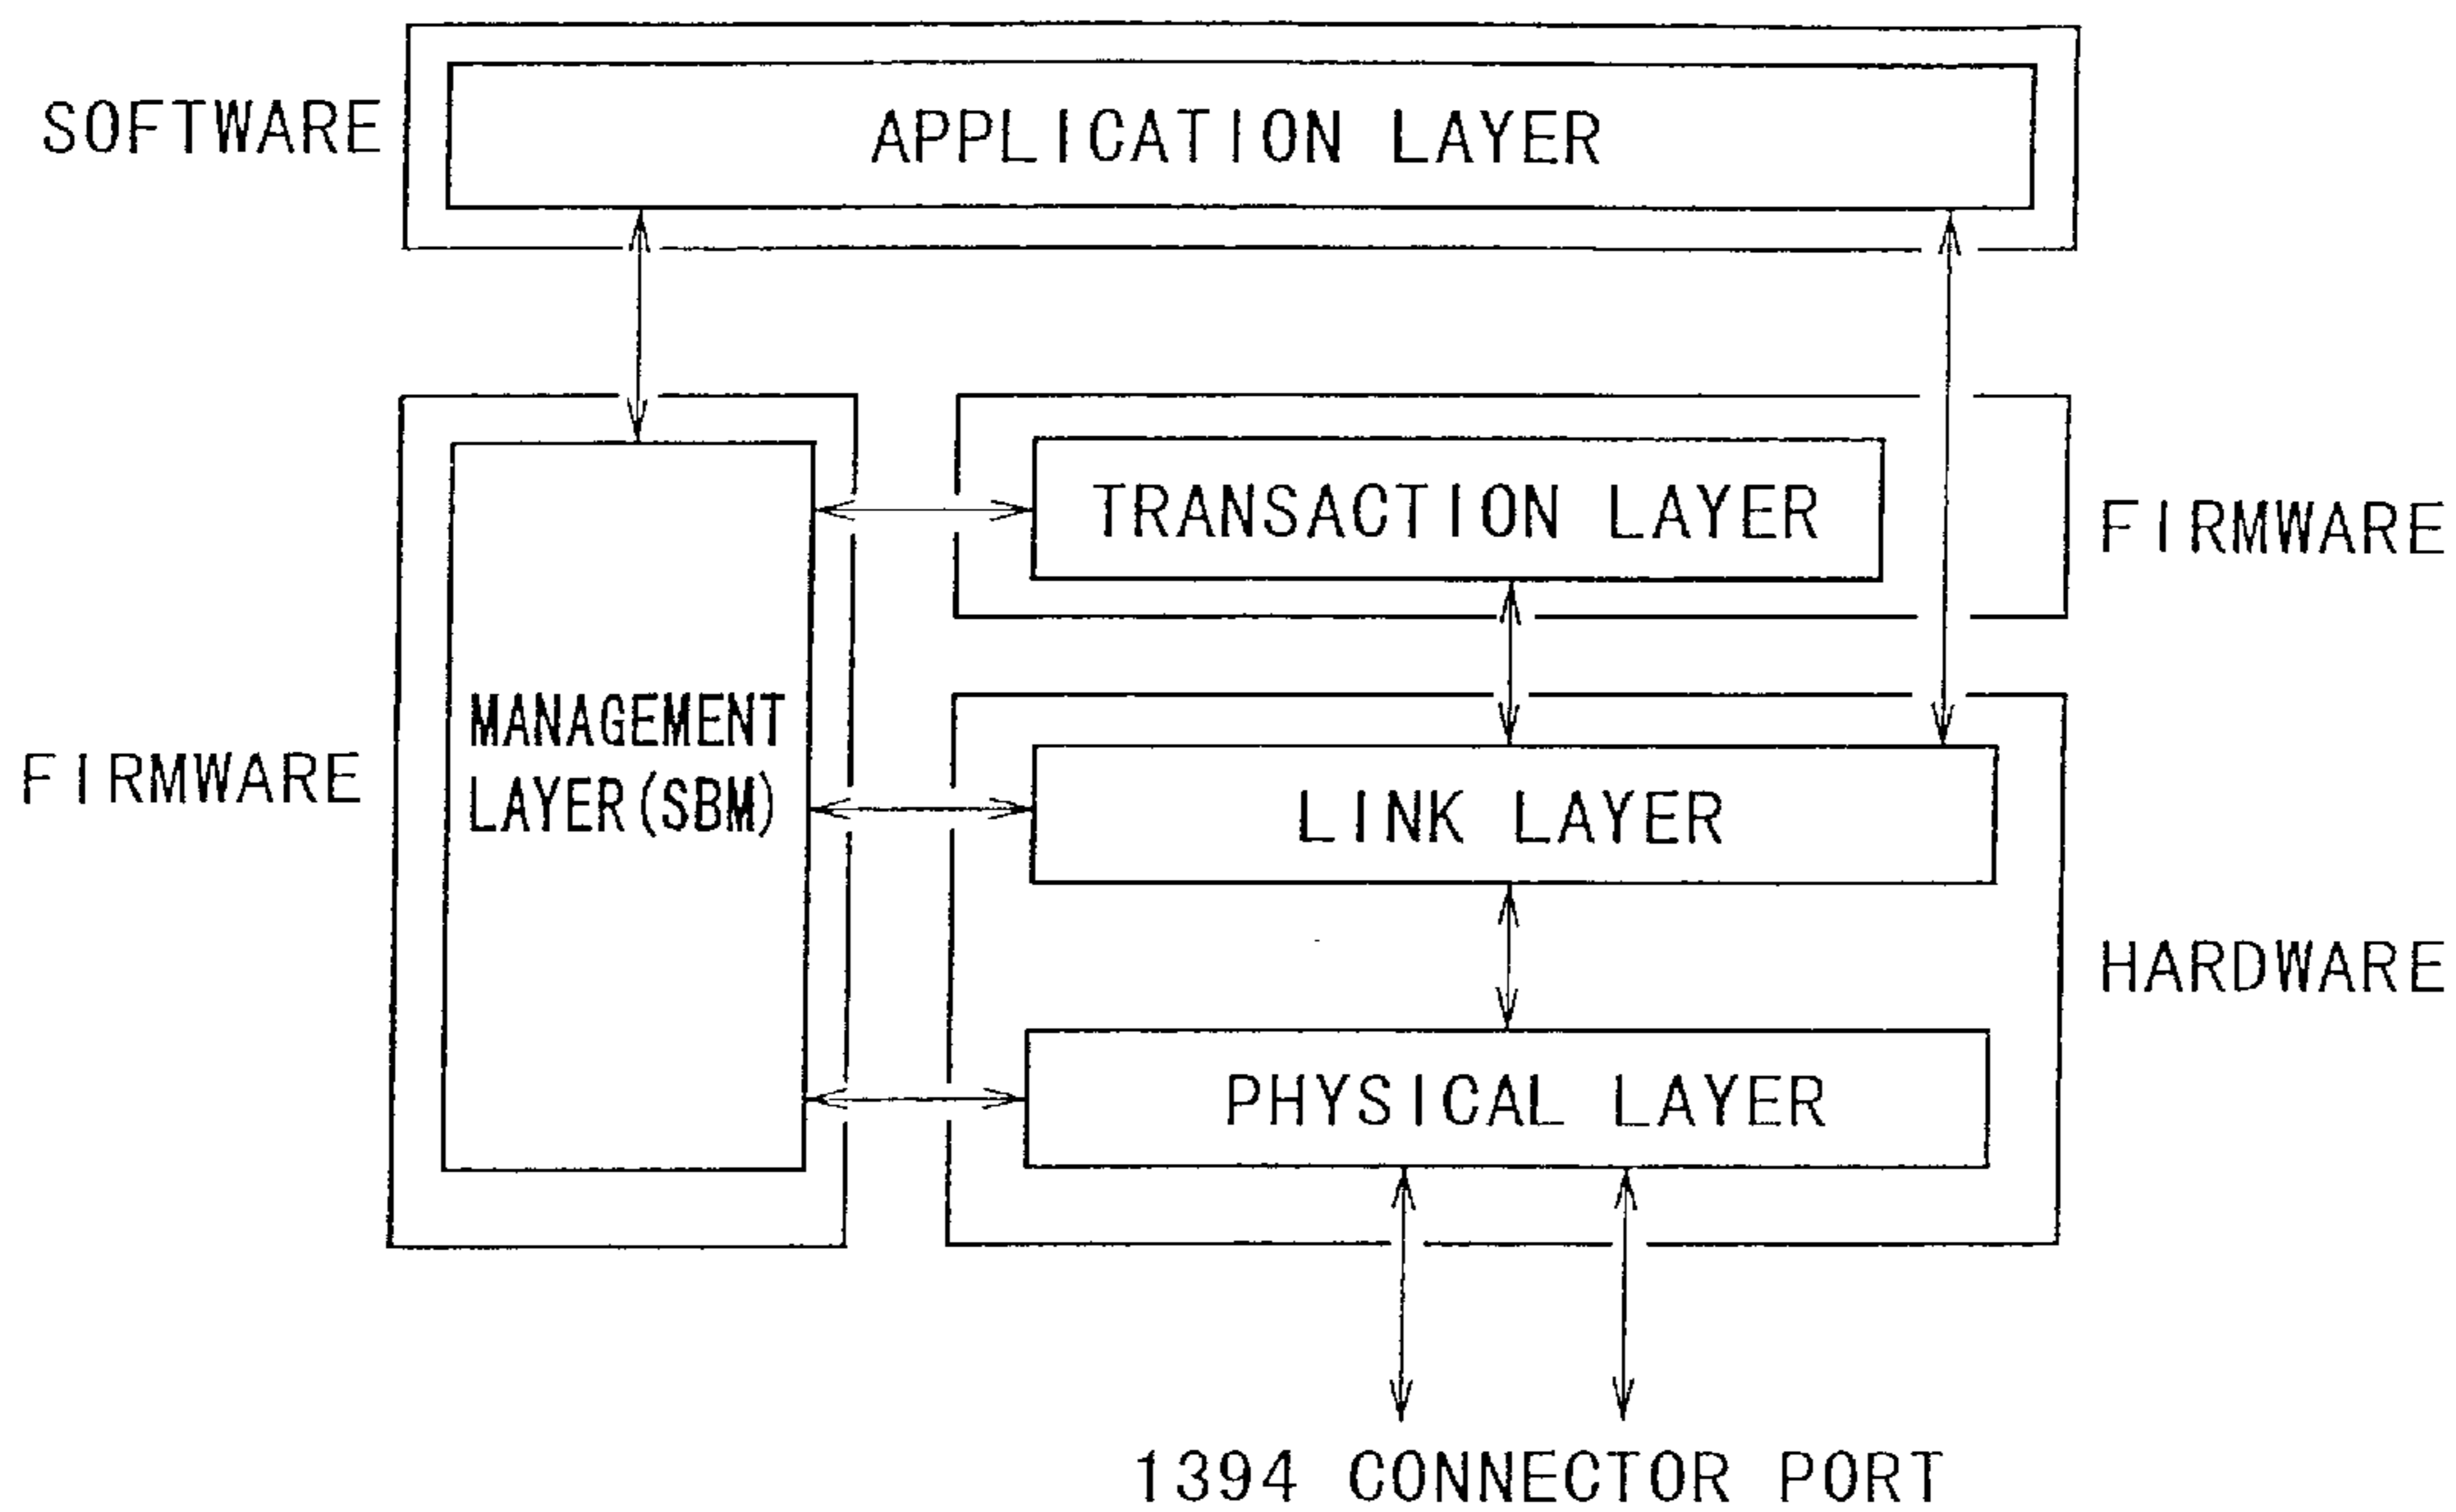 SOFTWARE
APPLICATION LAYER
TRANSACTION LAYER
FIRMWARE
MANAGEMENT
LAYER(SBM)
FIRMWARE
LINK LAYER
HARDWARE
PHYSICAL LAYER
1394 CONNECTOR PORT